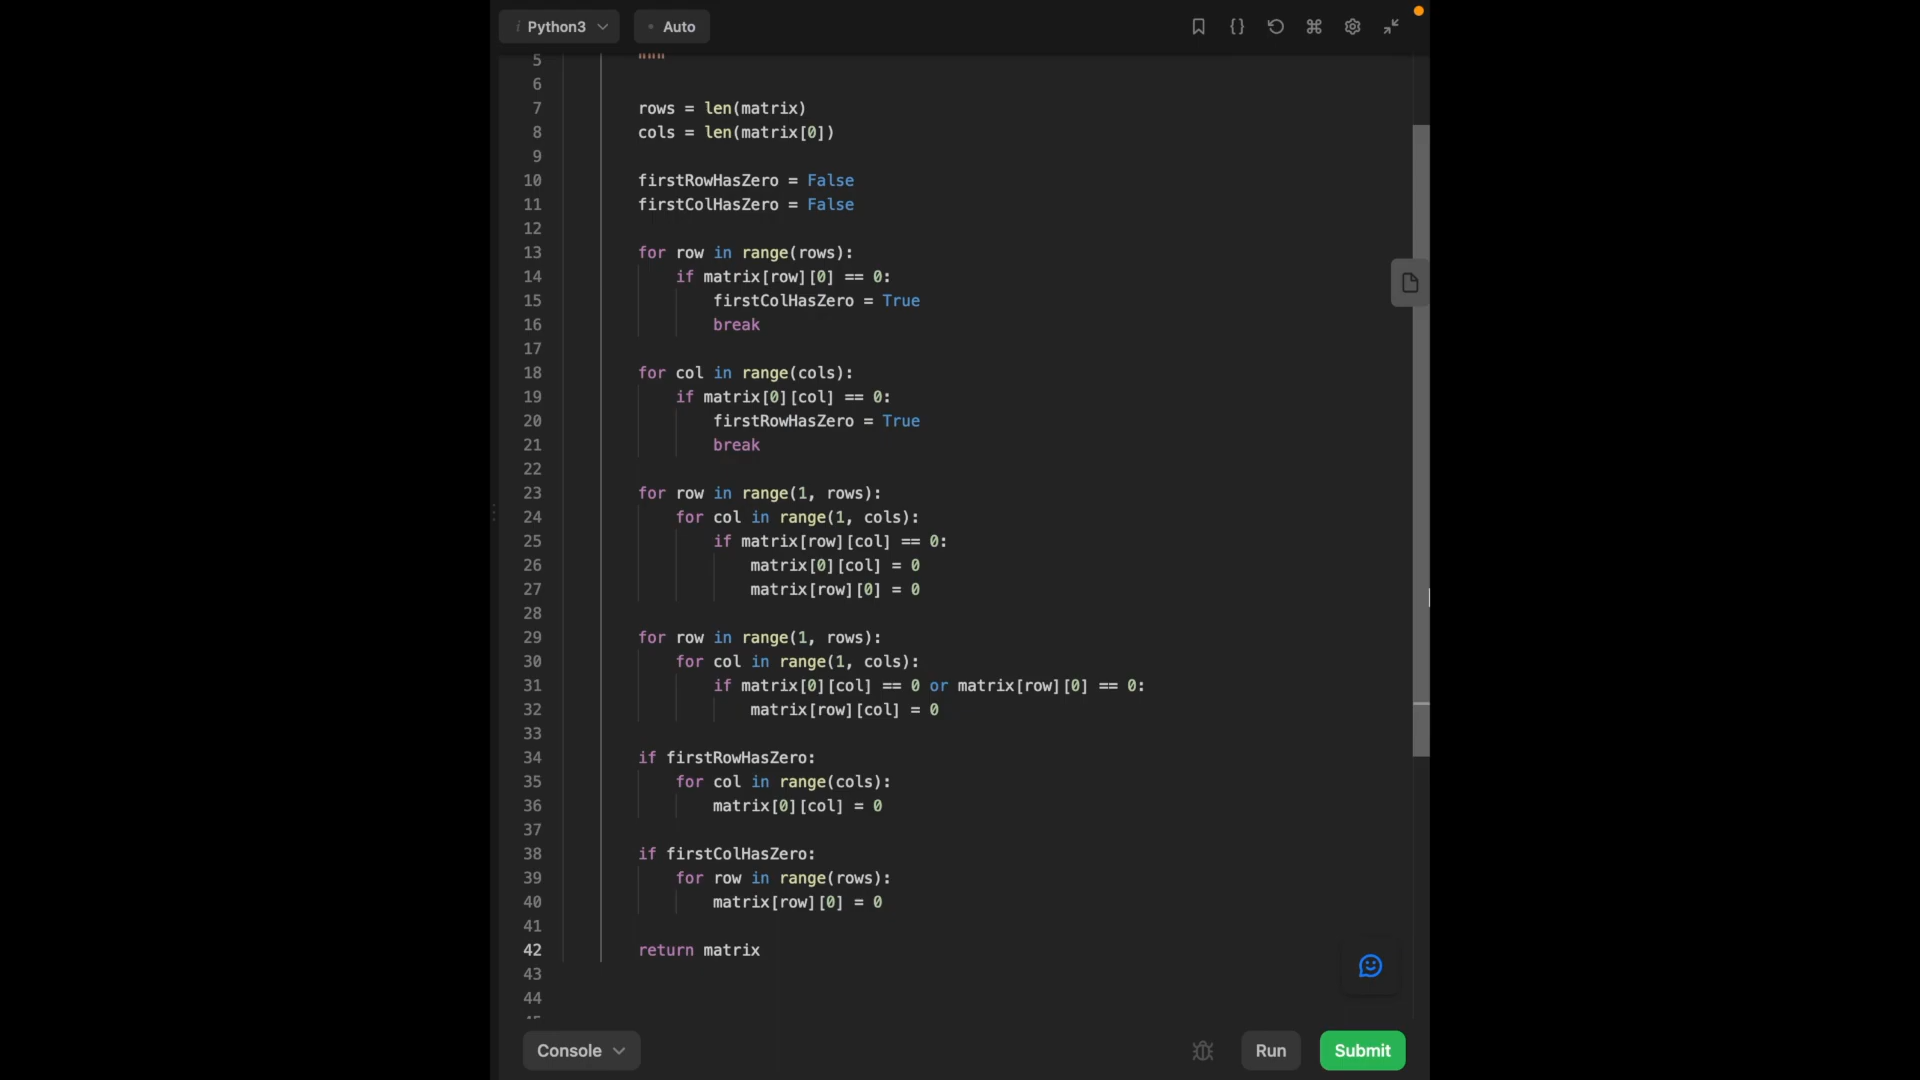 Python3
Auto
5 """
6
7 rows = len(matrix)
8 cols = len(matrix[0])
9
10 firstRowHasZero = False
11 firstColHasZero = False
12
13 for row in range(rows):
14 if matrix[row][0] == 0:
15 firstColHasZero = True
16 break
17
18 for col in range(cols):
19 if matrix[0][col] == 0:
20 firstRowHasZero = True
21 break
22
23 for row in range(1, rows):
24 for col in range(1, cols):
25 if matrix[row][col] == 0:
26 matrix[0][col] = 0
27 matrix[row][0] = 0
28
29 for row in range(1, rows):
30 for col in range(1, cols):
31 if matrix[0][col] == 0 or matrix[row][0] == 0:
32 matrix[row][col] = 0
33
34 if firstRowHasZero:
35 for col in range(cols):
36 matrix[0][col] = 0
37
38 if firstColHasZero:
39 for row in range(rows):
40 matrix[row][0] = 0
41
42 return matrix
43
44
Console
Run
Submit